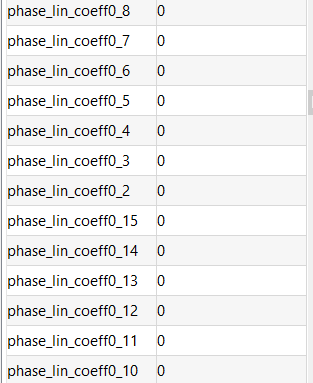 phase_lin_coeff0_8 0
phase_lin_coeff0_7 0
phase_lin_coeff0_6 0
phase_lin_coeff0_5 0
phase_lin_coeff0_4 0
phase_lin_coeff0_3 0
phase_lin_coeff0_2 0
phase_lin_coeff0_15 0
phase_lin_coeff0_14 0
phase_lin_coeff0_13 0
phase_lin_coeff0_12 0
phase_lin_coeff0_11 0
phase_lin_coeff0_10 0